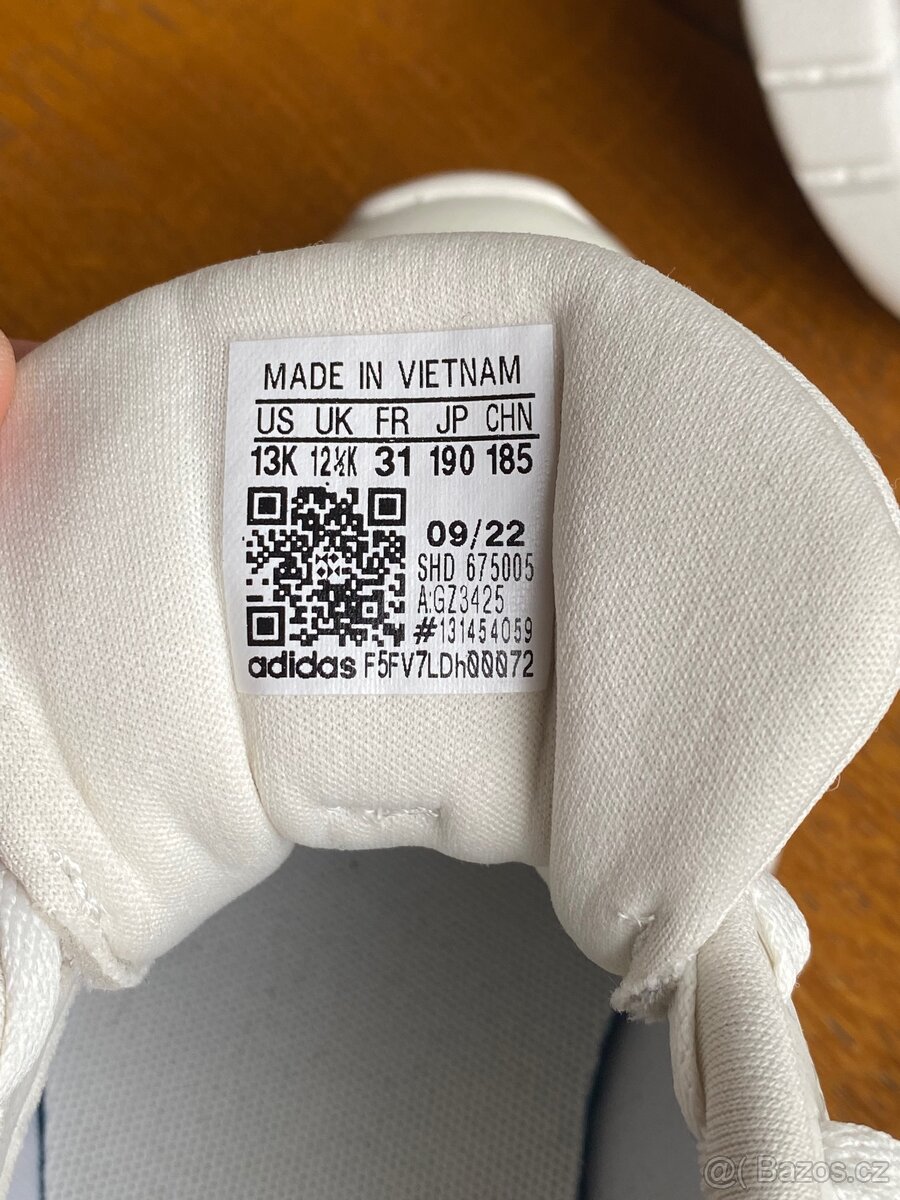 MADE IN VIETNAM
US UK FR JP CHN
13K 12½K 31 190 185
09/22
SHD 675005
A:GZ3425
#131454059
adidas F5FV7LDh00072
@( Bazos.cz